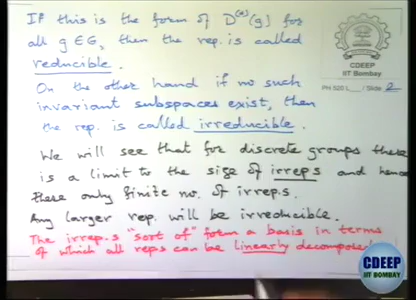 If this is the form of D⁽ᵃ⁾(g) for
all g ∈ G, then the rep. is called
reducible.
On the other hand if no such
invariant subspaces exist, then
the rep. is called irreducible.
We will see that for discrete groups there
is a limit to the size of irreps and hence
these only finite no. of irreps.
Any larger rep. will be irreducible.
The irrep.s "sort of" form a basis in terms
of which all reps can be linearly decomposed
CDEEP
IIT Bombay
PH 520 L___/ Slide 2
CDEEP
IIT BOMBAY